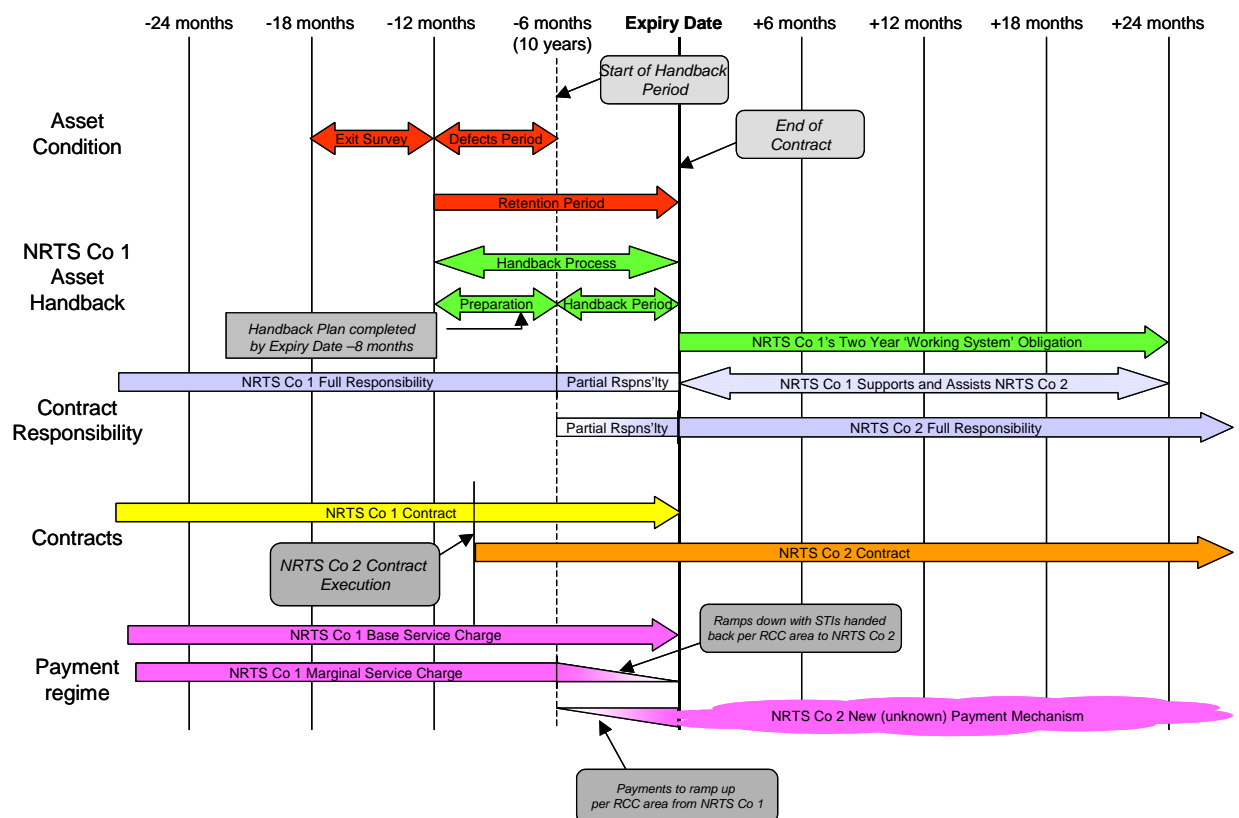 -24 months
-18 months
-12 months
-6 months
(10 years)
Expiry Date
+6 months
+12 months
+18 months
+24 months
Start of Handback
Period
End of
Contract
Asset
Condition
Exit Survey
Defects Period
Retention Period
NRTS Co 1
Asset
Handback
Handback Process
Preparation
Handback Period
Handback Plan completed
by Expiry Date –8 months
NRTS Co 1's Two Year ‘Working System’ Obligation
Contract
Responsibility
NRTS Co 1 Full Responsibility
Partial Rspns'lty
NRTS Co 1 Supports and Assists NRTS Co 2
Partial Rspns'lty
NRTS Co 2 Full Responsibility
Contracts
NRTS Co 1 Contract
NRTS Co 2 Contract
NRTS Co 2 Contract
Execution
Payment
regime
NRTS Co 1 Base Service Charge
Ramps down with STIs handed
back per RCC area to NRTS Co 2
NRTS Co 1 Marginal Service Charge
NRTS Co 2 New (unknown) Payment Mechanism
Payments to ramp up
per RCC area from NRTS Co 1